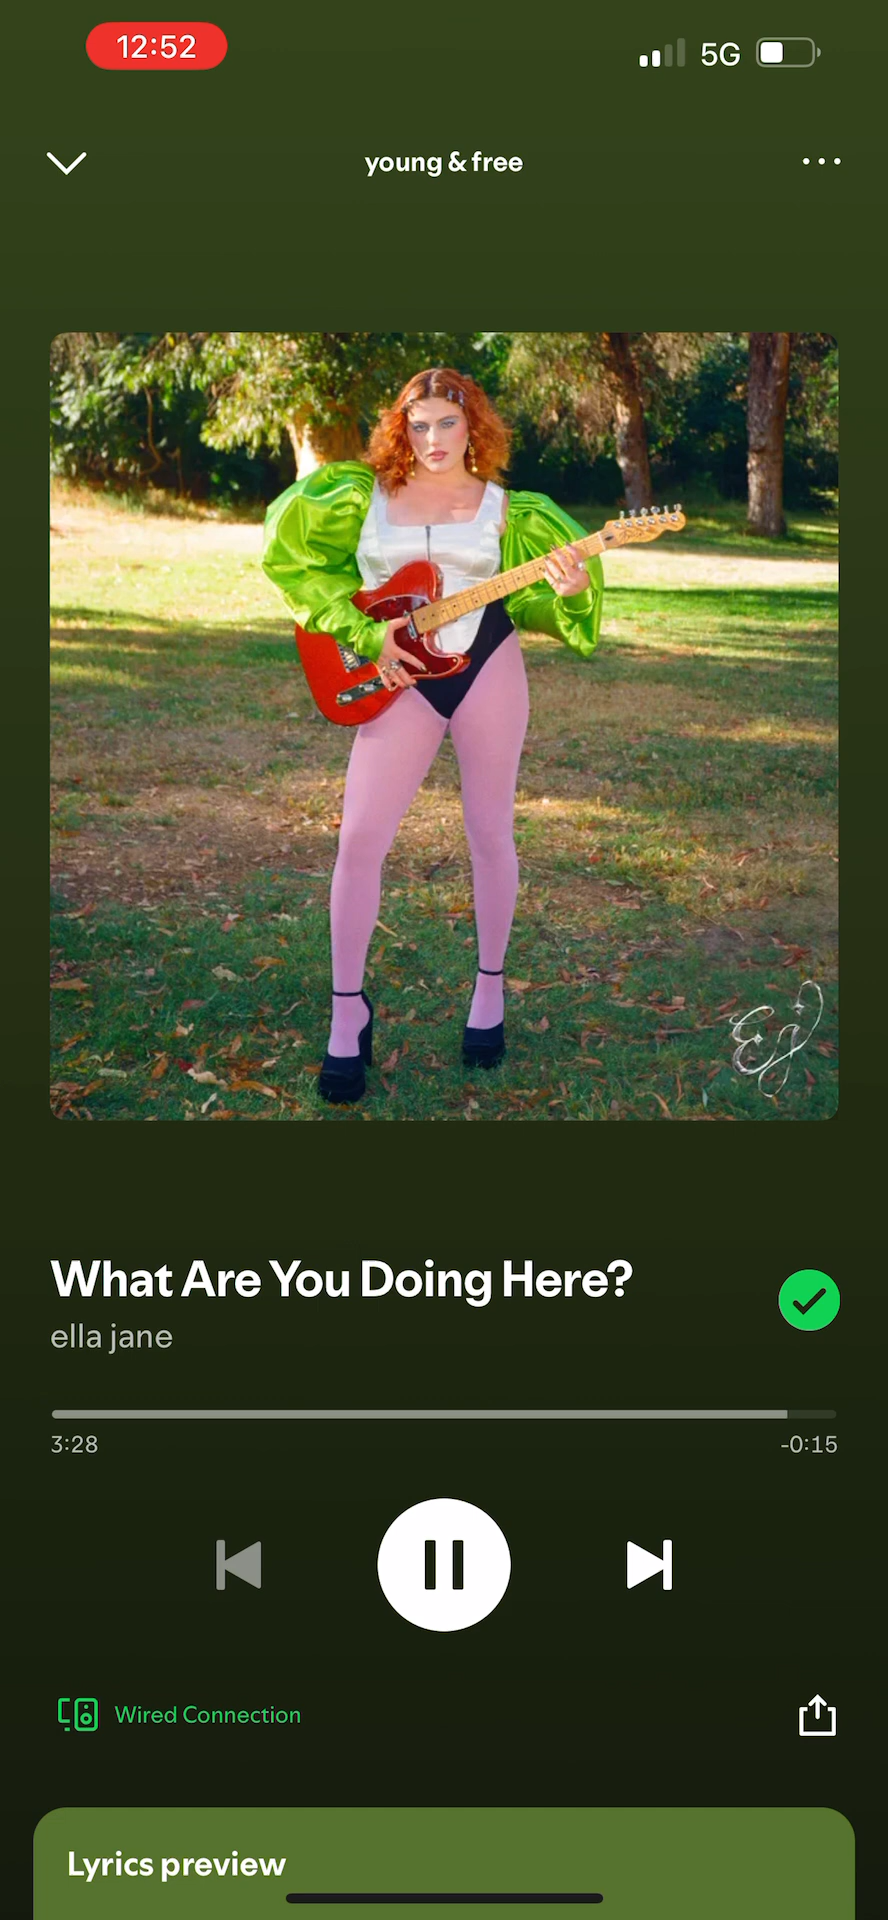 12:52
5G
young & free
EJ
What Are You Doing Here?
ella jane
3:28
-0:15
Wired Connection
Lyrics preview